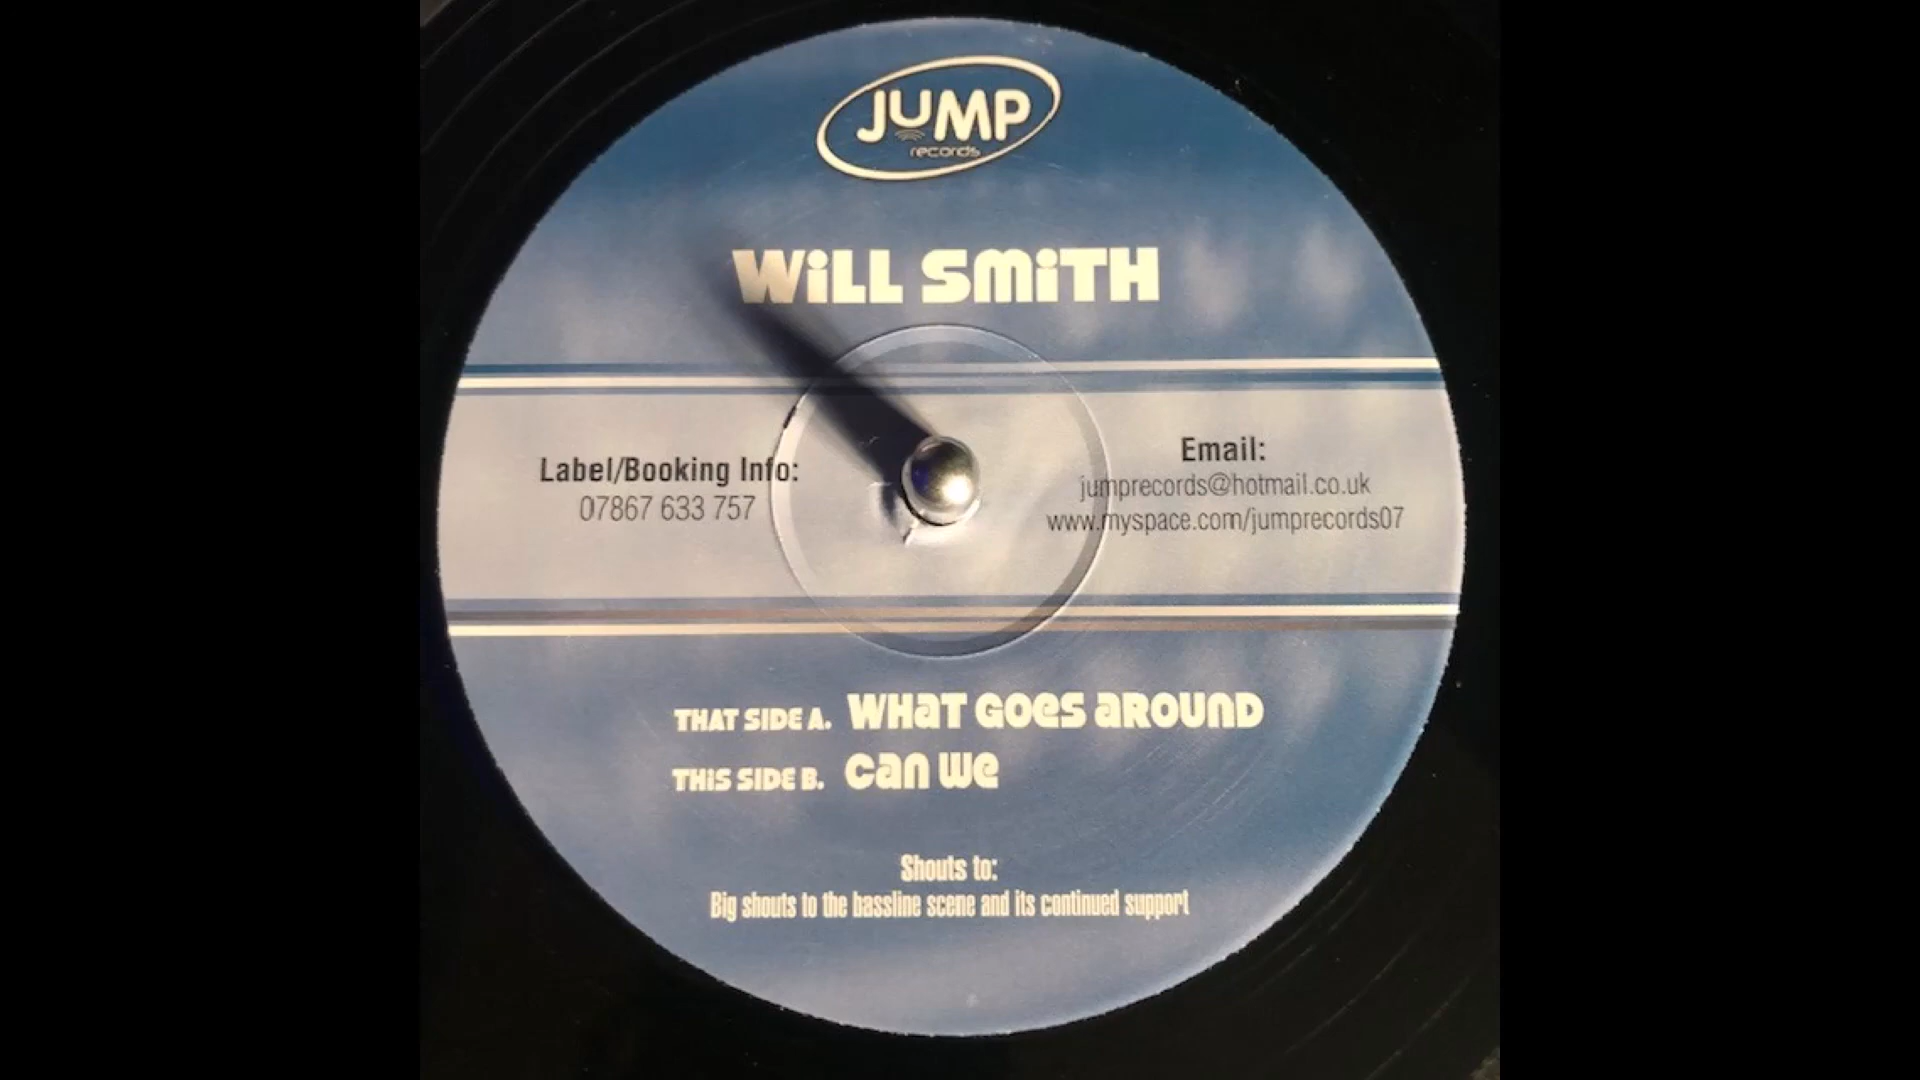 JUMP
records
WiLL SMiTH
Label/Booking Info:
07867 633 757
Email:
jumprecords@hotmail.co.uk
www.myspace.com/jumprecords07
THAT SIDE A. WHaT GOes aROUND
THiS SIDE B. can we
Shouts to:
Big shouts to the bassline scene and its continued support